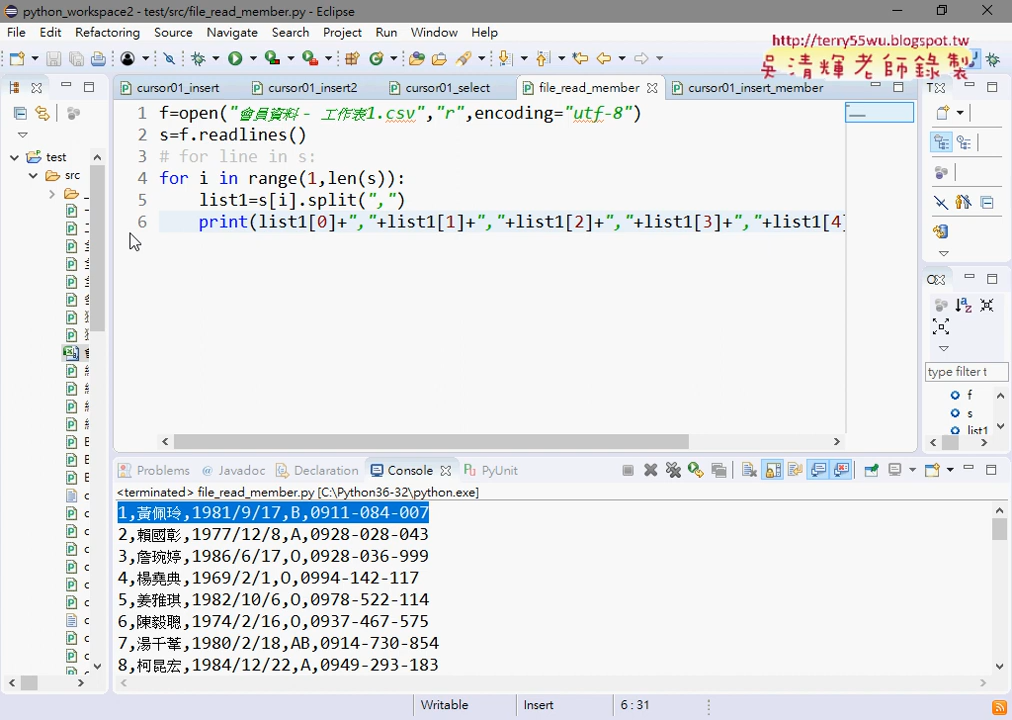 python_workspace2 - test/src/file_read_member.py - Eclipse
File Edit Refactoring Source Navigate Search Project Run Window Help
http://terry55wu.blogspot.tw
吳清輝老師錄製
cursor01_insert cursor01_insert2 cursor01_select file_read_member cursor01_insert_member
1 f=open("會員資料 - 工作表1.csv","r",encoding="utf-8")
2 s=f.readlines()
3 # for line in s:
4 for i in range(1,len(s)):
5 list1=s[i].split(",")
6 print(list1[0]+","+list1[1]+","+list1[2]+","+list1[3]+","+list1[4]
test
src
type filter t
f
s
list1
Problems Javadoc Declaration Console PyUnit
<terminated> file_read_member.py [C:\Python36-32\python.exe]
1,黃佩玲,1981/9/17,B,0911-084-007
2,賴國彰,1977/12/8,A,0928-028-043
3,詹琬婷,1986/6/17,O,0928-036-999
4,楊堯典,1969/2/1,O,0994-142-117
5,姜雅琪,1982/10/6,O,0978-522-114
6,陳毅聰,1974/2/16,O,0937-467-575
7,湯千葦,1980/2/18,AB,0914-730-854
8,柯昆宏,1984/12/22,A,0949-293-183
Writable Insert 6 : 31